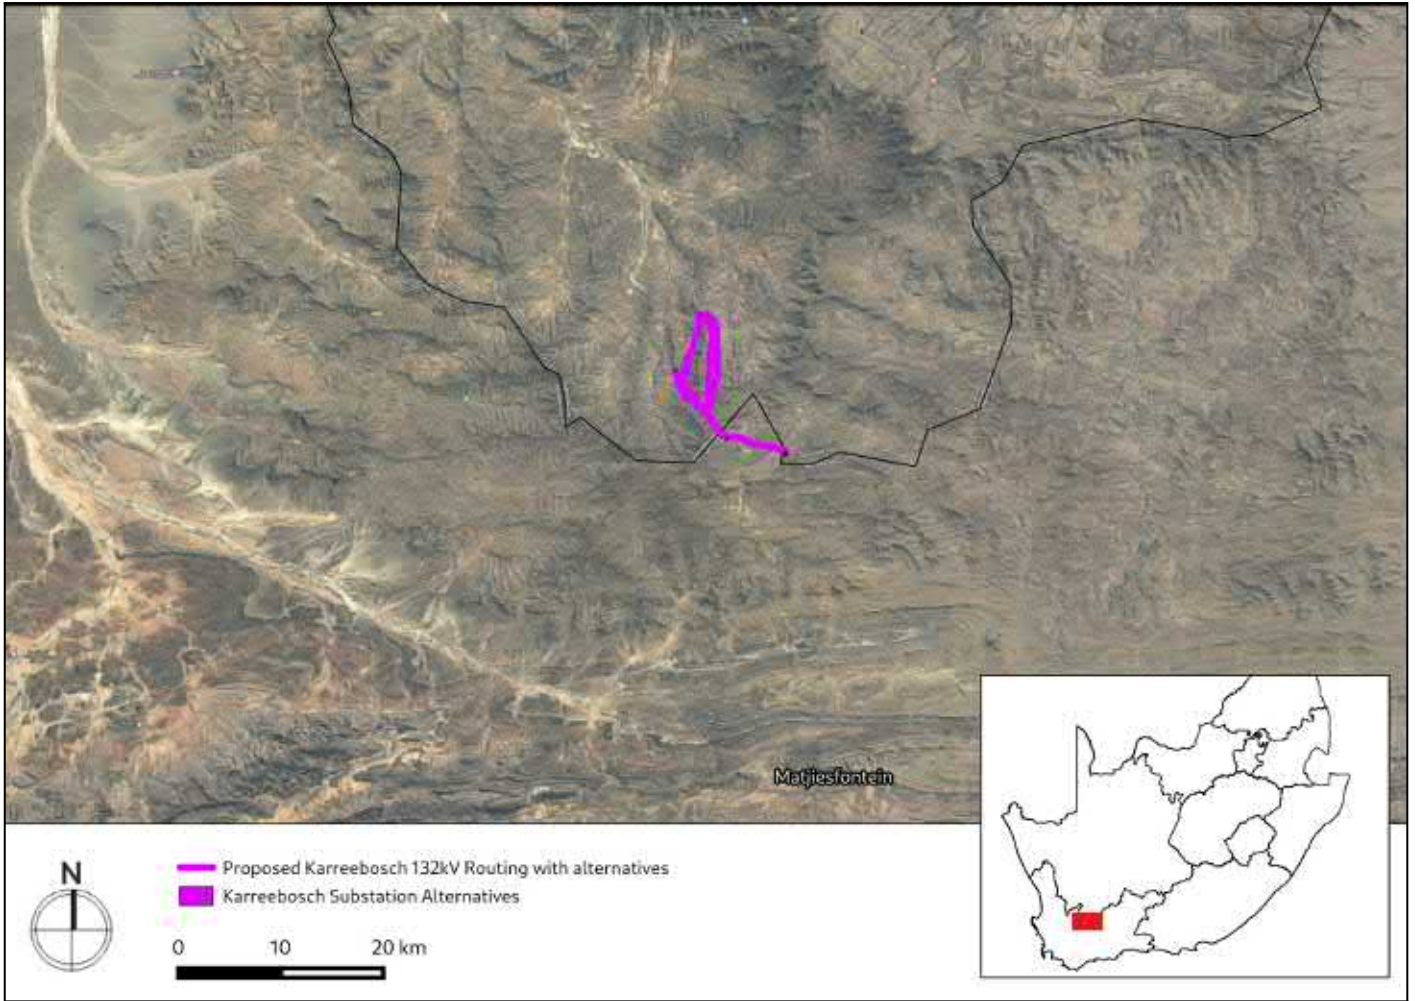 Matjiesfontein
N
Proposed Karreebosch 132kV Routing with alternatives
Karreebosch Substation Alternatives
0 10 20 km